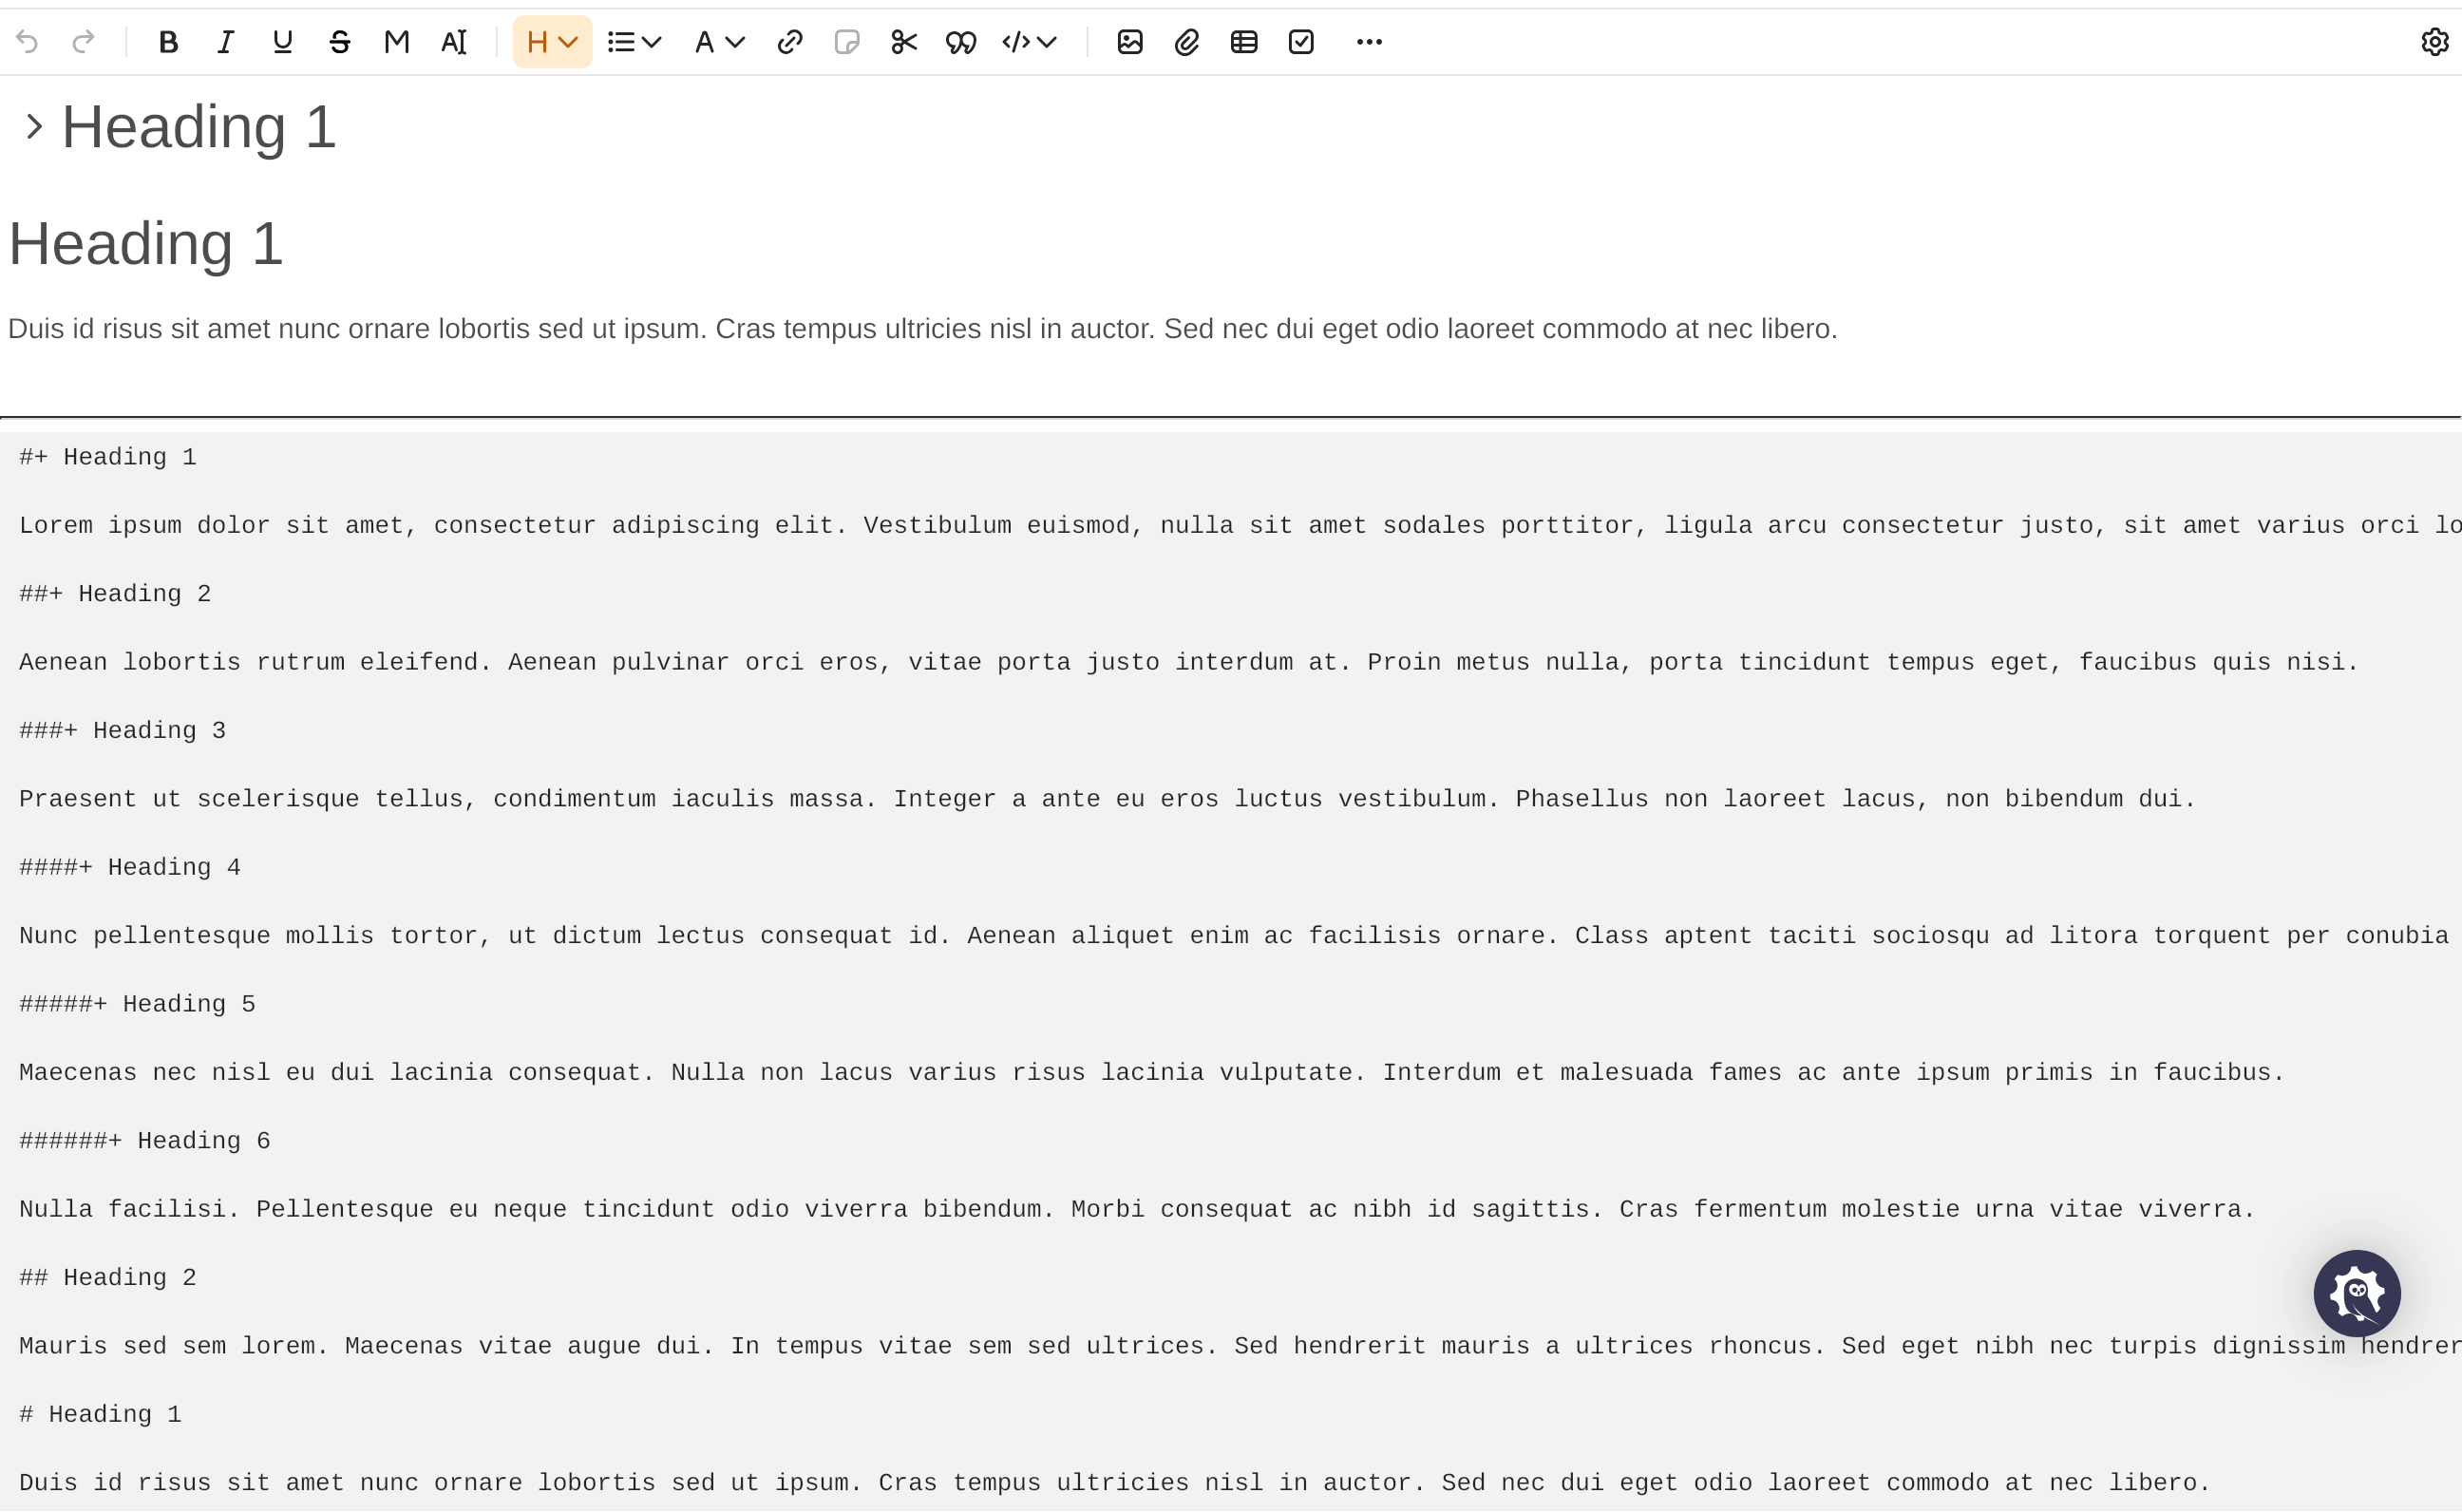 Heading 1
Heading 1
Duis id risus sit amet nunc ornare lobortis sed ut ipsum. Cras tempus ultricies nisl in auctor. Sed nec dui eget odio laoreet commodo at nec libero.
#+ Heading 1
Lorem ipsum dolor sit amet, consectetur adipiscing elit. Vestibulum euismod, nulla sit amet sodales porttitor, ligula arcu consectetur justo, sit amet varius orci lo
##+ Heading 2
Aenean lobortis rutrum eleifend. Aenean pulvinar orci eros, vitae porta justo interdum at. Proin metus nulla, porta tincidunt tempus eget, faucibus quis nisi.
###+ Heading 3
Praesent ut scelerisque tellus, condimentum iaculis massa. Integer a ante eu eros luctus vestibulum. Phasellus non laoreet lacus, non bibendum dui.
####+ Heading 4
Nunc pellentesque mollis tortor, ut dictum lectus consequat id. Aenean aliquet enim ac facilisis ornare. Class aptent taciti sociosqu ad litora torquent per conubia
#####+ Heading 5
Maecenas nec nisl eu dui lacinia consequat. Nulla non lacus varius risus lacinia vulputate. Interdum et malesuada fames ac ante ipsum primis in faucibus.
######+ Heading 6
Nulla facilisi. Pellentesque eu neque tincidunt odio viverra bibendum. Morbi consequat ac nibh id sagittis. Cras fermentum molestie urna vitae viverra.
## Heading 2
Mauris sed sem lorem. Maecenas vitae augue dui. In tempus vitae sem sed ultrices. Sed hendrerit mauris a ultrices rhoncus. Sed eget nibh nec turpis dignissim hendrer
# Heading 1
Duis id risus sit amet nunc ornare lobortis sed ut ipsum. Cras tempus ultricies nisl in auctor. Sed nec dui eget odio laoreet commodo at nec libero.